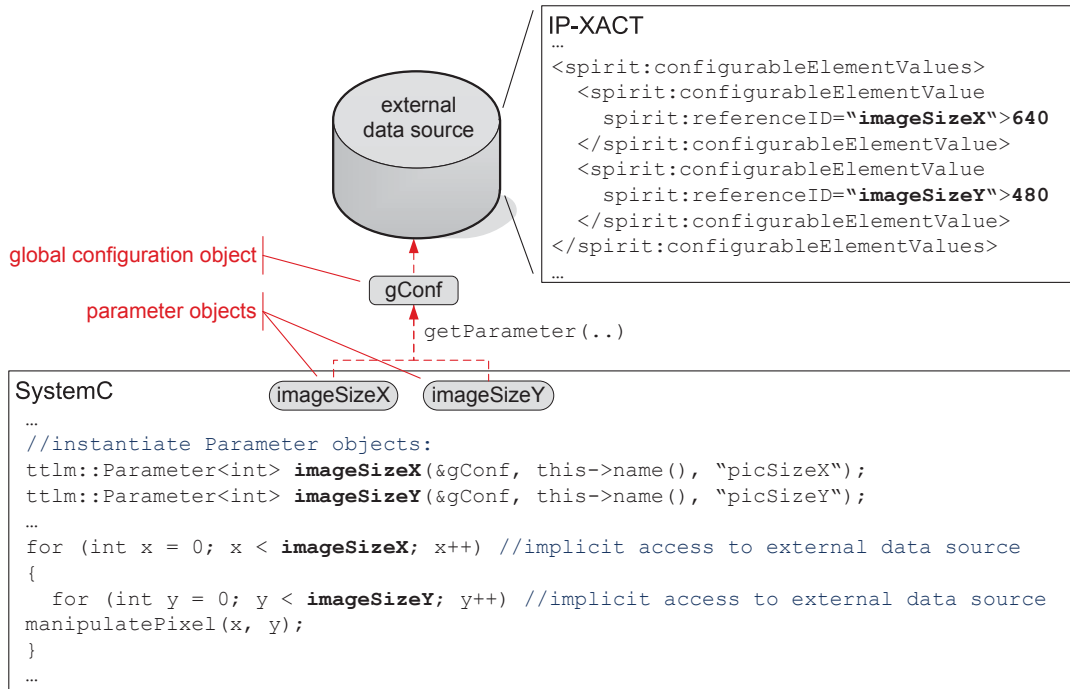 IP-XACT
…
<spirit:configurableElementValues>
<spirit:configurableElementValue
spirit:referenceID=“imageSizeX“>640
</spirit:configurableElementValue>
<spirit:configurableElementValue
spirit:referenceID=“imageSizeY“>480
</spirit:configurableElementValue>
</spirit:configurableElementValues>
…
external
data source
global configuration object
gConf
parameter objects
getParameter(..)
SystemC
imageSizeX
imageSizeY
…
//instantiate Parameter objects:
ttlm::Parameter<int> imageSizeX(&gConf, this->name(), “picSizeX“);
ttlm::Parameter<int> imageSizeY(&gConf, this->name(), “picSizeY“);
…
for (int x = 0; x < imageSizeX; x++) //implicit access to external data source
{
for (int y = 0; y < imageSizeY; y++) //implicit access to external data source
manipulatePixel(x, y);
}
…